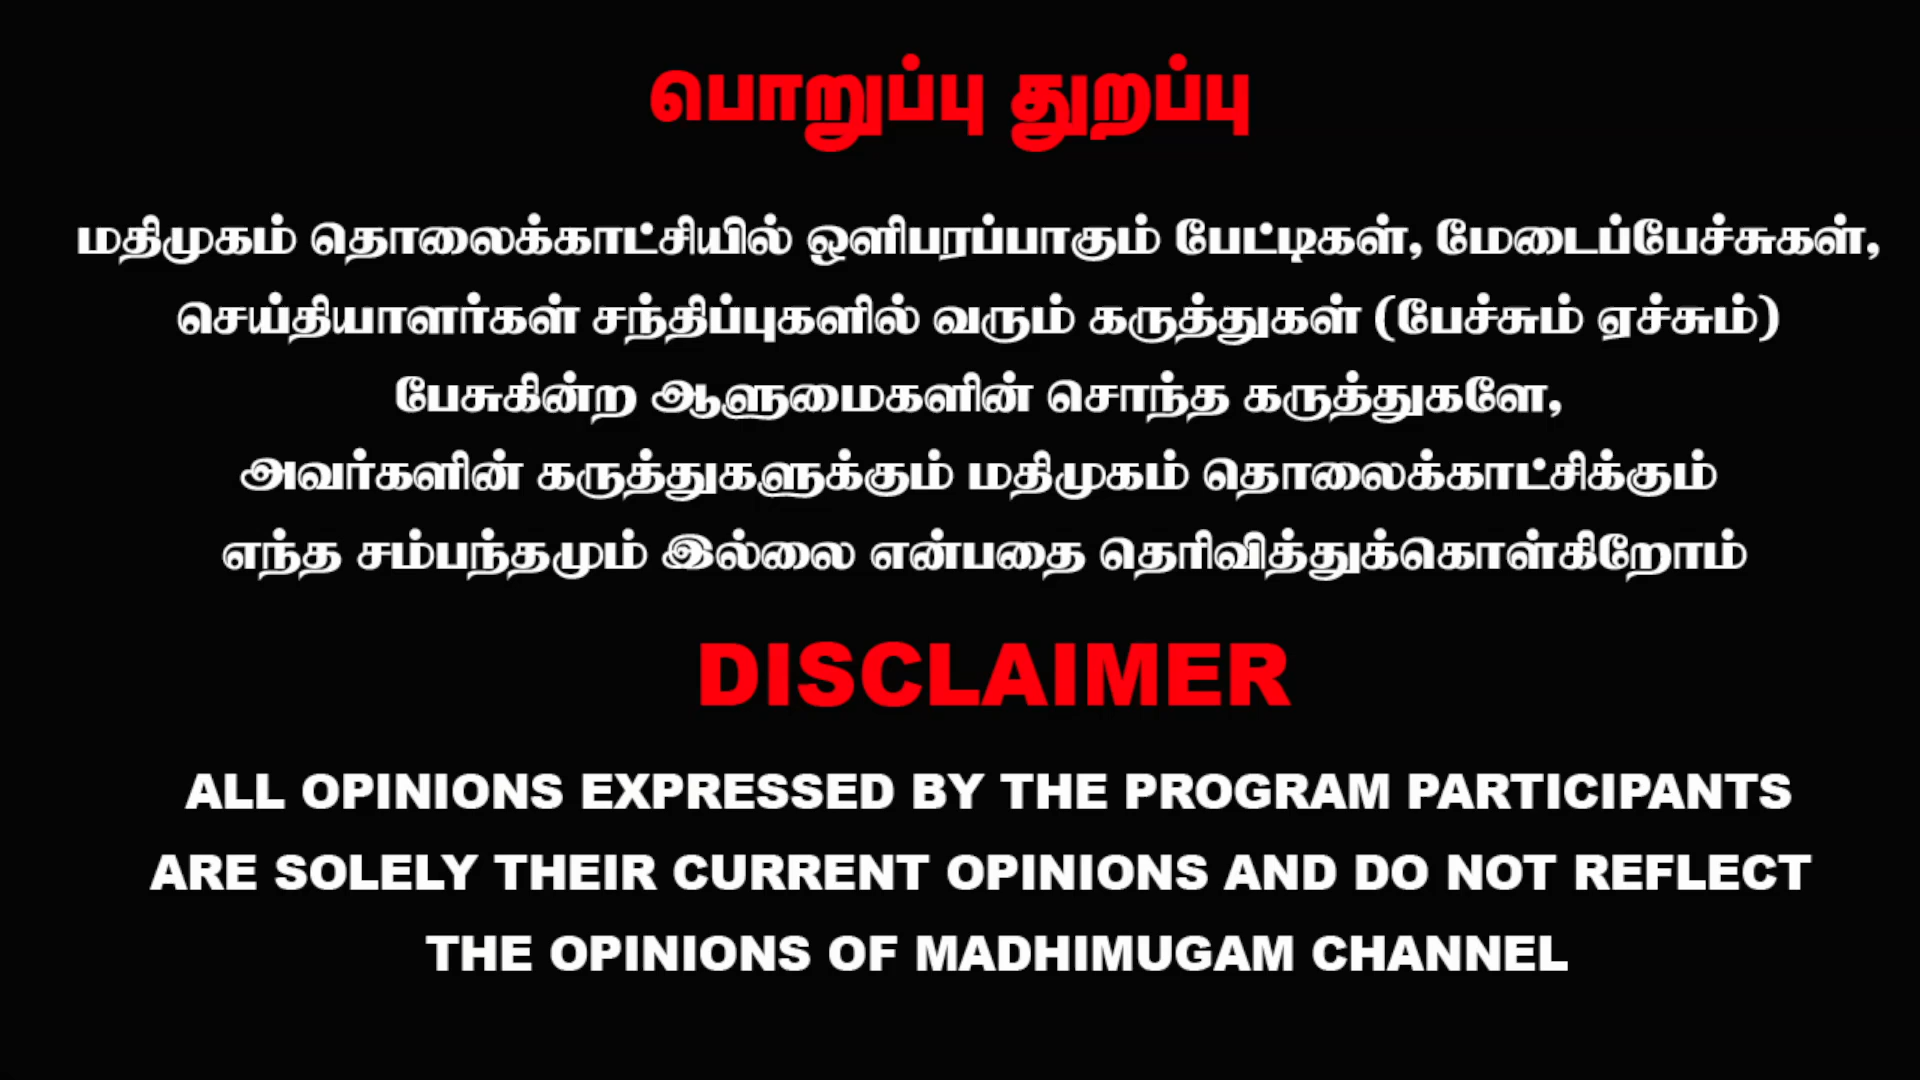 பொறுப்பு துறப்பு
மதிமுகம் தொலைக்காட்சியில் ஒளிபரப்பாகும் பேட்டிகள், மேடைப்பேச்சுகள்,
செய்தியாளர்கள் சந்திப்புகளில் வரும் கருத்துகள் (பேச்சும் ஏச்சும்)
பேசுகின்ற ஆளுமைகளின் சொந்த கருத்துகளே,
அவர்களின் கருத்துகளுக்கும் மதிமுகம் தொலைக்காட்சிக்கும்
எந்த சம்பந்தமும் இல்லை என்பதை தெரிவித்துக்கொள்கிறோம்
DISCLAIMER
ALL OPINIONS EXPRESSED BY THE PROGRAM PARTICIPANTS
ARE SOLELY THEIR CURRENT OPINIONS AND DO NOT REFLECT
THE OPINIONS OF MADHIMUGAM CHANNEL